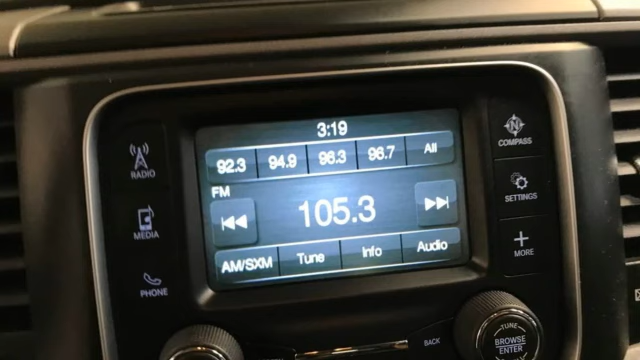 3:19
92.3 94.9 96.3 96.7 All
FM
105.3
AM/SXM Tune Info Audio
RADIO
MEDIA
PHONE
N
COMPASS
SETTINGS
+
MORE
BACK
TUNE
BROWSE
ENTER